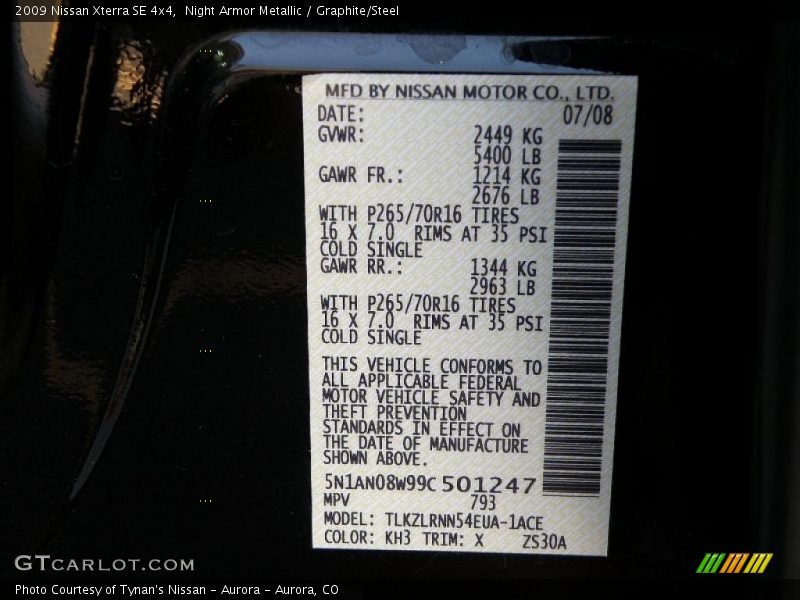 2009 Nissan Xterra SE 4x4,  Night Armor Metallic / Graphite/Steel
MFD BY NISSAN MOTOR CO., LTD.
DATE: 07/08
GVWR: 2449 KG
5400 LB
GAWR FR.: 1214 KG
2676 LB
WITH P265/70R16 TIRES
16 X 7.0 RIMS AT 35 PSI
COLD SINGLE
GAWR RR.: 1344 KG
2963 LB
WITH P265/70R16 TIRES
16 X 7.0 RIMS AT 35 PSI
COLD SINGLE
THIS VEHICLE CONFORMS TO
ALL APPLICABLE FEDERAL
MOTOR VEHICLE SAFETY AND
THEFT PREVENTION
STANDARDS IN EFFECT ON
THE DATE OF MANUFACTURE
SHOWN ABOVE.
5N1AN08W99C501247
MPV 793
MODEL: TLKZLRNN54EUA-1ACE
COLOR: KH3 TRIM: X ZS30A
GTCARLOT.COM
Photo Courtesy of Tynan's Nissan - Aurora - Aurora, CO